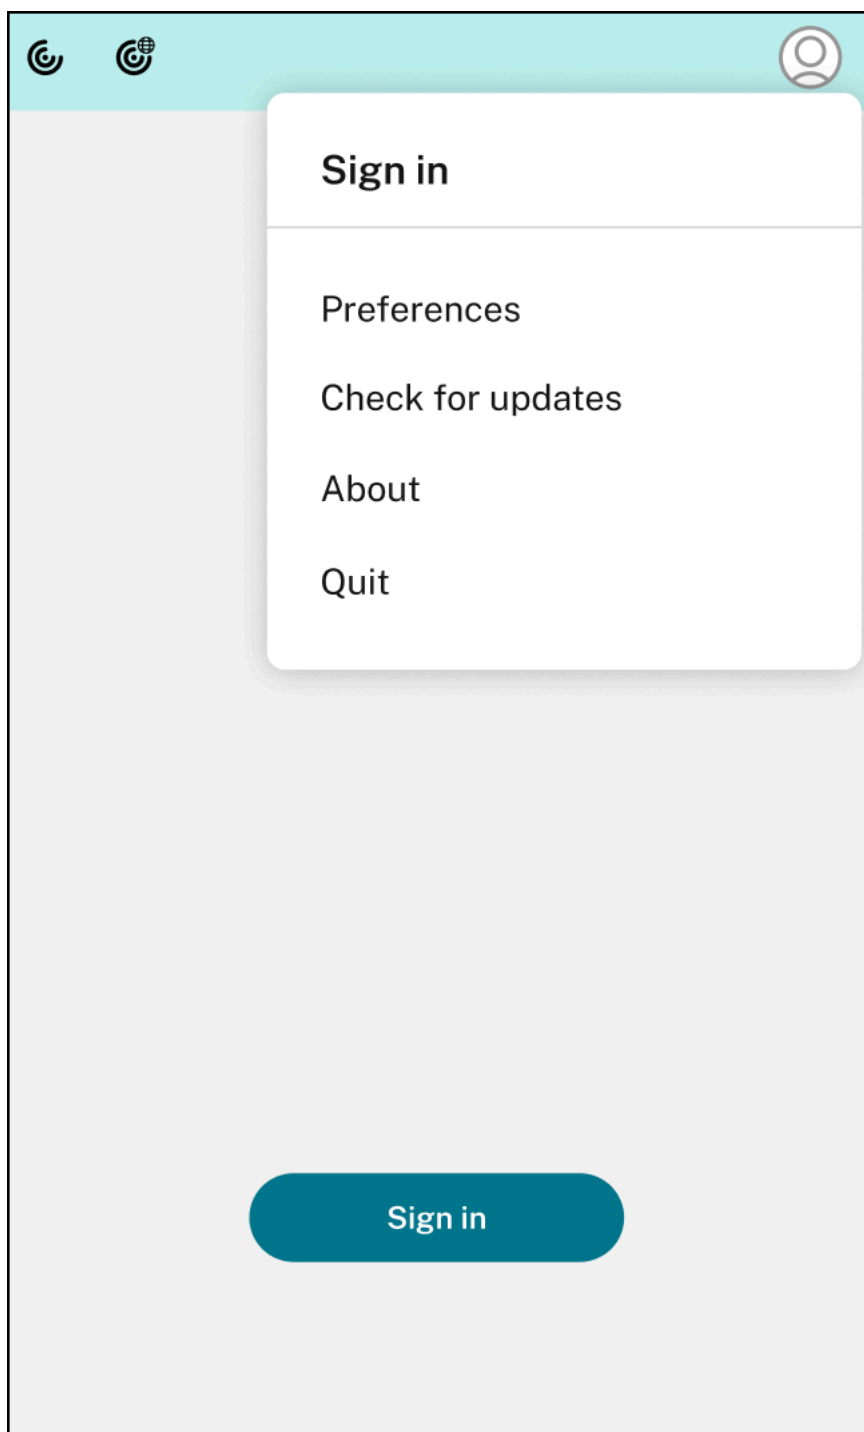 Sign in
Preferences
Check for updates
About
Quit
Sign in